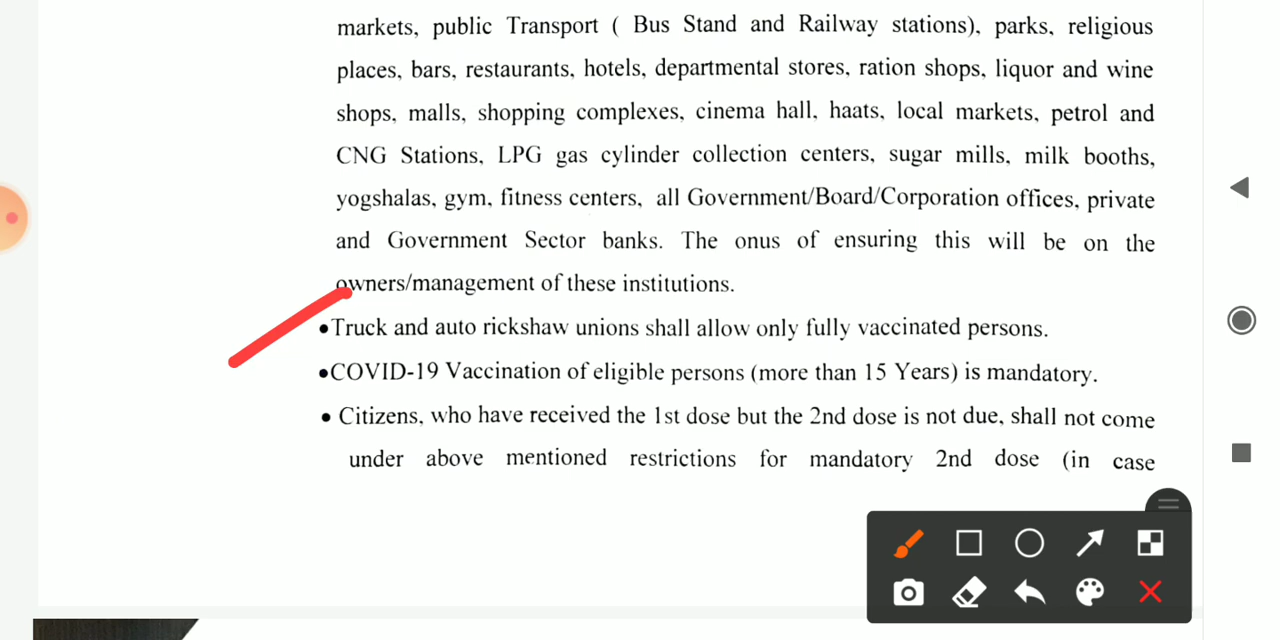 markets, public Transport ( Bus Stand and Railway stations), parks, religious
places, bars, restaurants, hotels, departmental stores, ration shops, liquor and wine
shops, malls, shopping complexes, cinema hall, haats, local markets, petrol and
CNG Stations, LPG gas cylinder collection centers, sugar mills, milk booths,
yogshalas, gym, fitness centers, all Government/Board/Corporation offices, private
and Government Sector banks. The onus of ensuring this will be on the
owners/management of these institutions.
•Truck and auto rickshaw unions shall allow only fully vaccinated persons.
•COVID-19 Vaccination of eligible persons (more than 15 Years) is mandatory.
• Citizens, who have received the 1st dose but the 2nd dose is not due, shall not come
under above mentioned restrictions for mandatory 2nd dose (in case